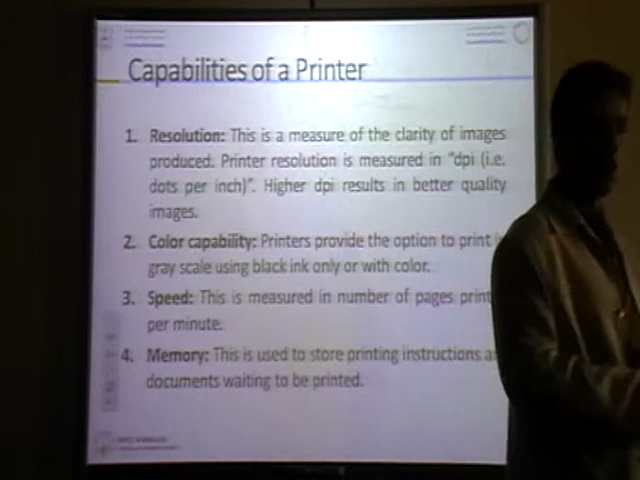 Capabilities of a Printer
1. Resolution: This is a measure of the clarity of images
produced. Printer resolution is measured in "dpi (i.e.
dots per inch)". Higher dpi results in better quality
images.
2. Color capability: Printers provide the option to print
gray scale using black ink only or with color.
3. Speed: This is measured in number of pages print
per minute.
4. Memory: This is used to store printing instructions a
documents waiting to be printed.